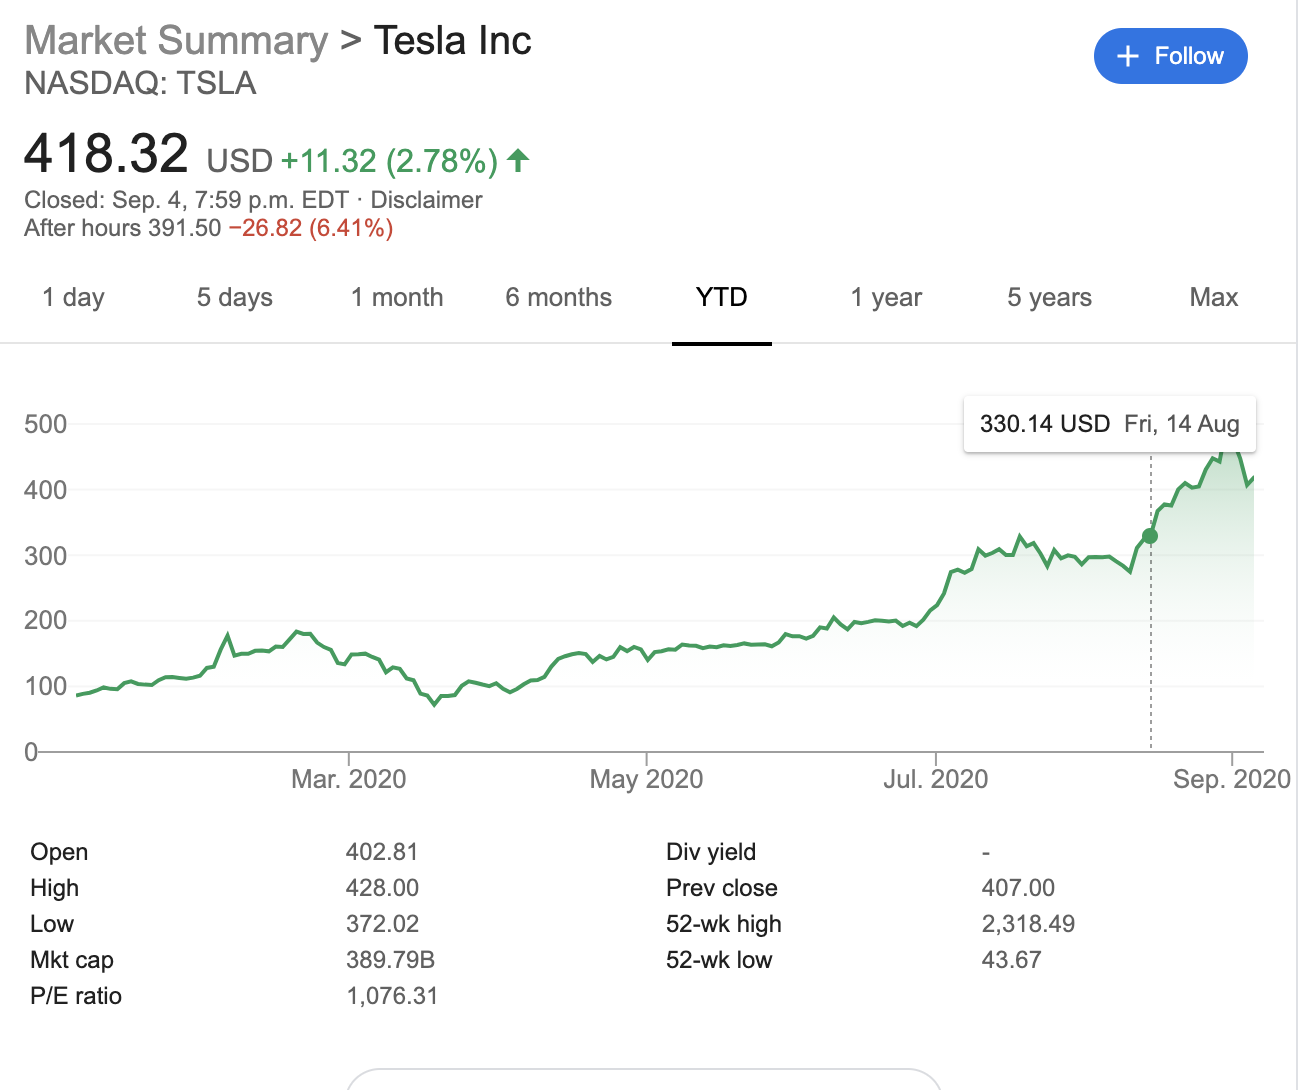 Market Summary > Tesla Inc
NASDAQ: TSLA
+ Follow
418.32 USD +11.32 (2.78%)
Closed: Sep. 4, 7:59 p.m. EDT · Disclaimer
After hours 391.50 −26.82 (6.41%)
1 day 5 days 1 month 6 months YTD 1 year 5 years Max
330.14 USD Fri, 14 Aug
500
400
300
200
100
0
Mar. 2020 May 2020 Jul. 2020 Sep. 2020
Open 402.81 Div yield -
High 428.00 Prev close 407.00
Low 372.02 52-wk high 2,318.49
Mkt cap 389.79B 52-wk low 43.67
P/E ratio 1,076.31